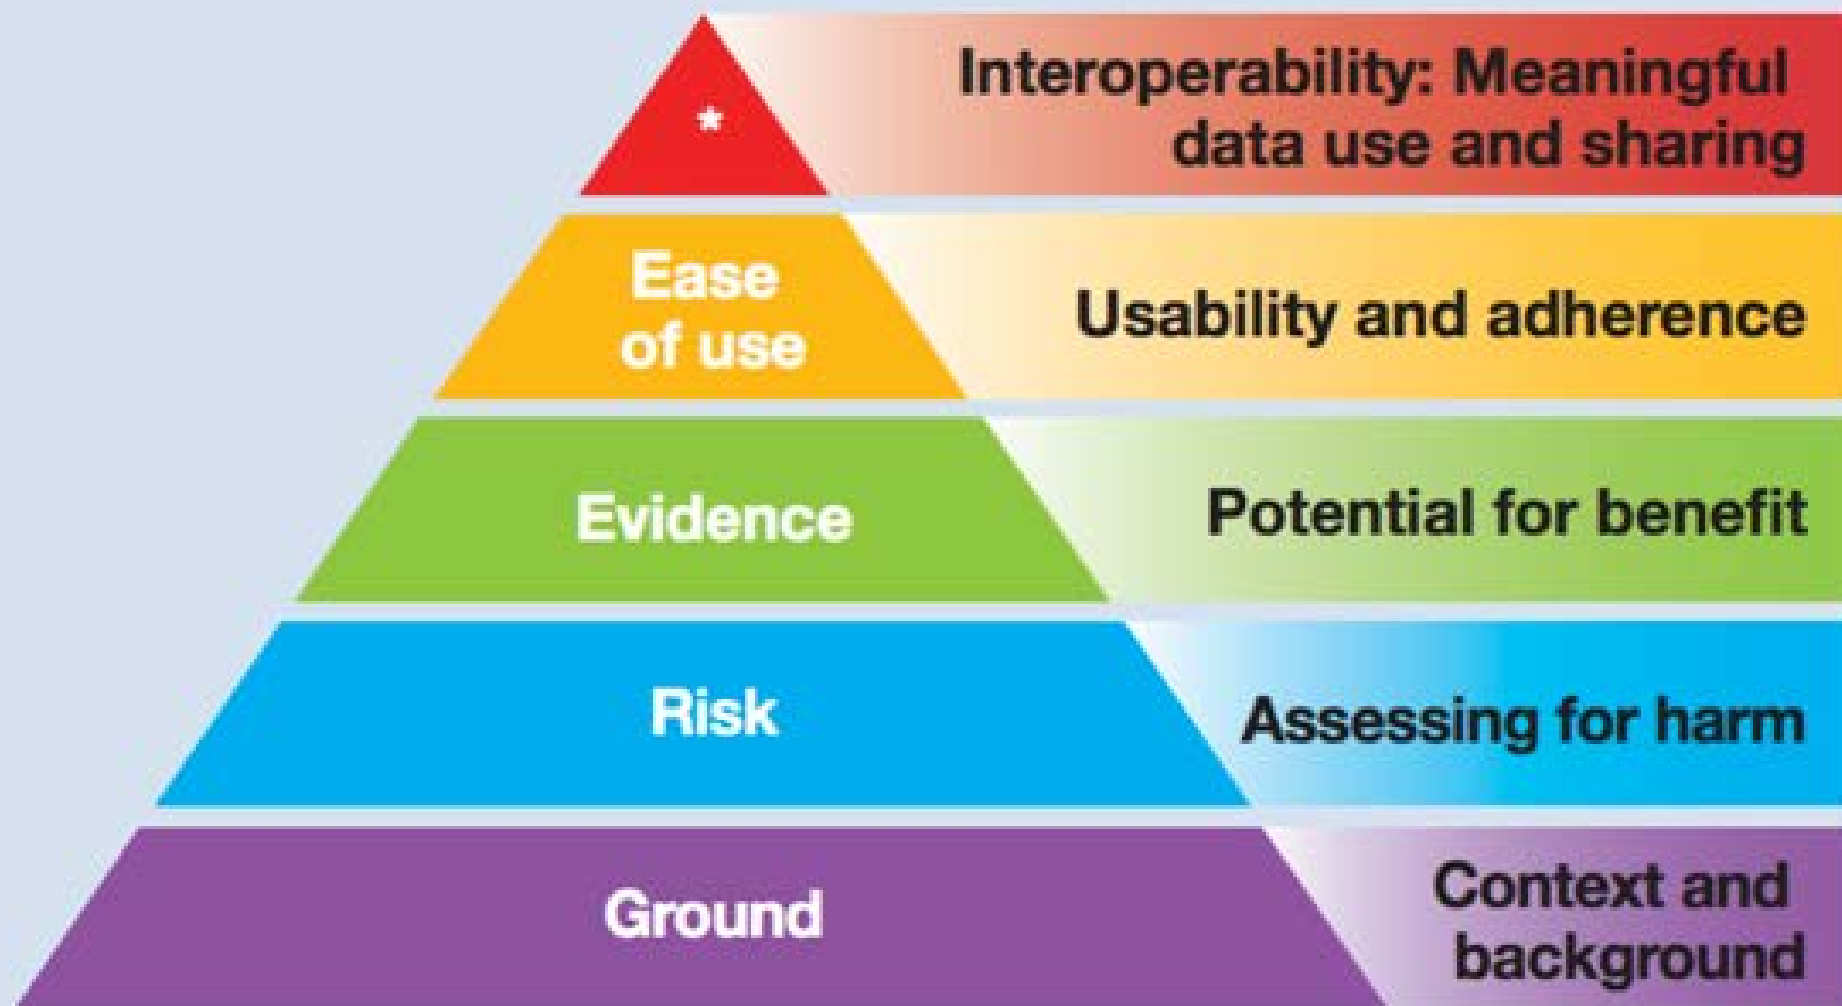 *
Interoperability: Meaningful
data use and sharing
Ease
of use
Usability and adherence
Evidence
Potential for benefit
Risk
Assessing for harm
Ground
Context and
background